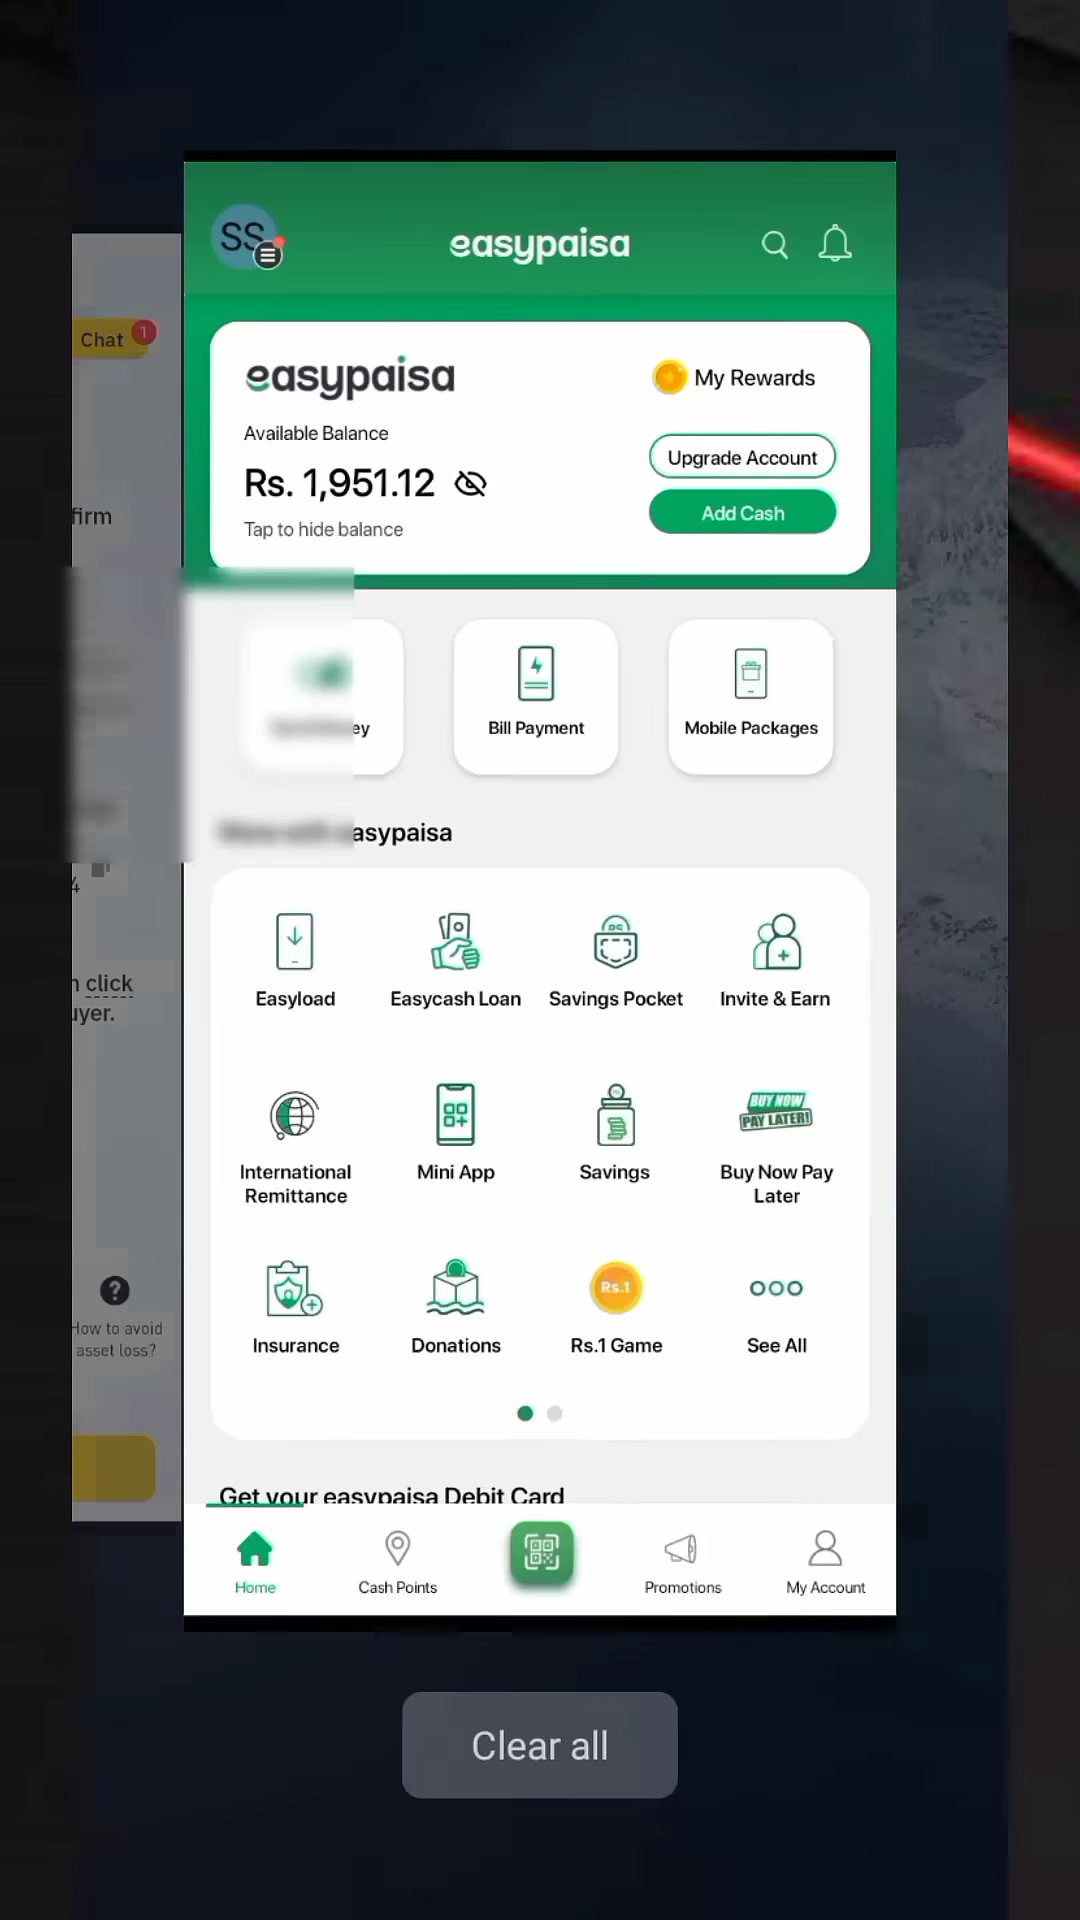 SS
easypaisa
Chat 1
easypaisa
My Rewards
Available Balance
Upgrade Account
Rs. 1,951.12
Add Cash
Tap to hide balance
firm
Bill Payment
Mobile Packages
easypaisa
4
click
uyer.
Easyload
Easycash Loan
Savings Pocket
Invite & Earn
International
Remittance
Mini App
Savings
BUY NOW
PAY LATER!
Buy Now Pay
Later
?
How to avoid
asset loss?
Insurance
Donations
Rs.1
Rs.1 Game
See All
Get your easypaisa Debit Card
Home
Cash Points
Promotions
My Account
Clear all